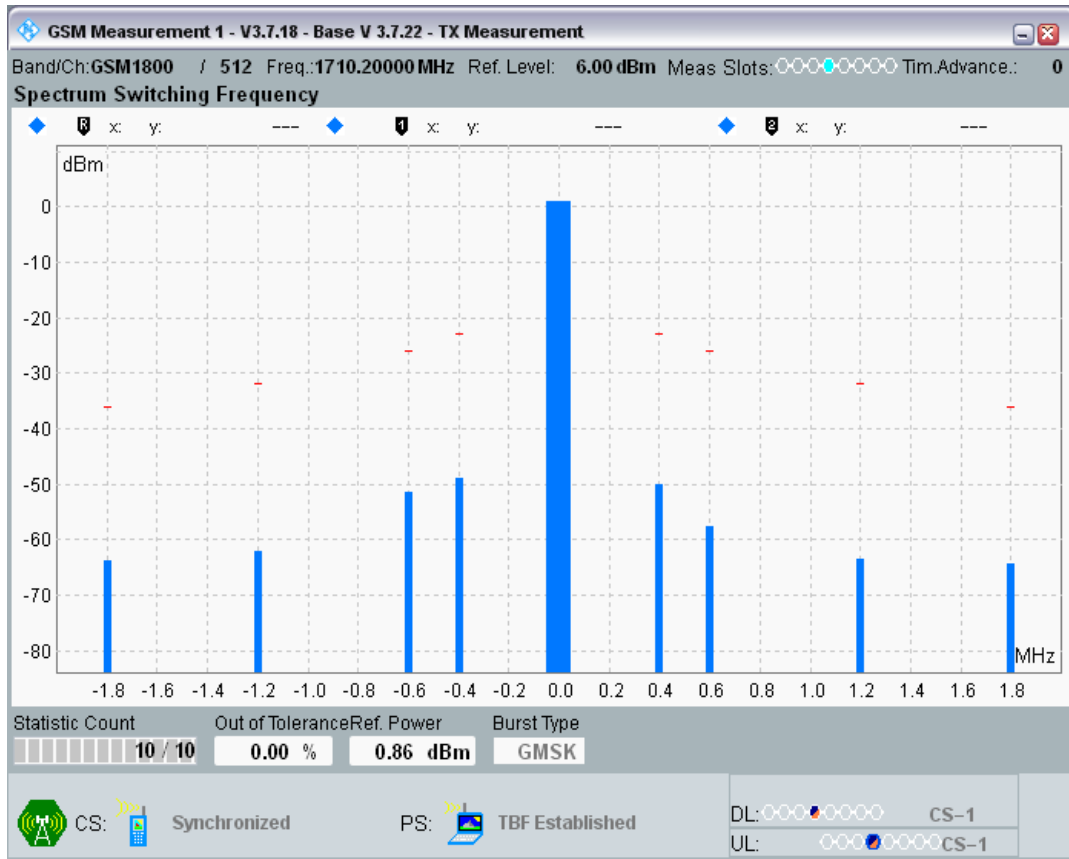 GSM Measurement 1 - V3.7.18 - Base V 3.7.22 - TX Measurement
Band/Ch:GSM1800 / 512 Freq.:1710.20000 MHz Ref. Level: 6.00 dBm Meas Slots: Tim.Advance.: 0
Spectrum Switching Frequency
R x: y: --- 1 x: y: --- 2 x: y: ---
dBm
0
-10
-20
-30
-40
-50
-60
-70
-80
MHz
-1.8 -1.6 -1.4 -1.2 -1.0 -0.8 -0.6 -0.4 -0.2 0.0 0.2 0.4 0.6 0.8 1.0 1.2 1.4 1.6 1.8
Statistic Count Out of Tolerance Ref. Power Burst Type
10 / 10 0.00 % 0.86 dBm GMSK
CS: Synchronized PS: TBF Established DL: CS-1
UL: CS-1